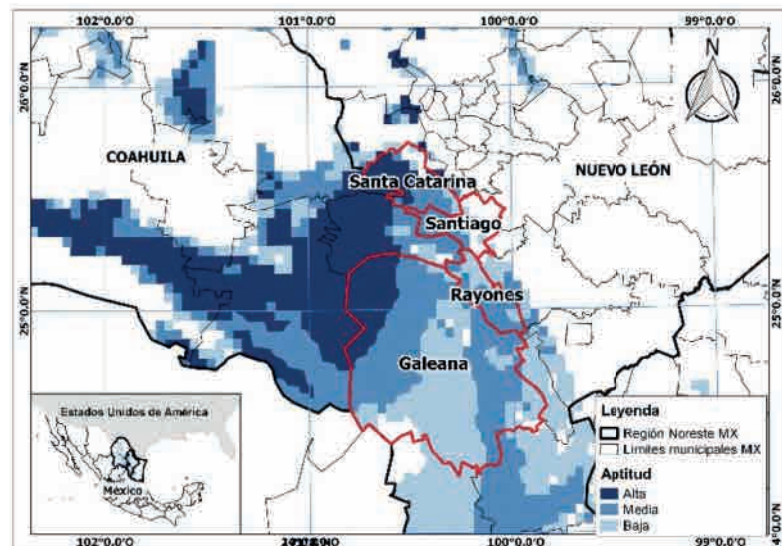 102°0.0'O
101°0.0'O
100°0.0'O
99°0.0'O
26°0.0'N
26°0.0'N
N
COAHUILA
NUEVO LEÓN
Santa Catarina
Santiago
Rayones
25°0.0'N
25°0.0'N
Galeana
Estados Unidos de América
México
Leyenda
Región Noreste MX
Limites municipales MX
Aptitud
Alta
Media
Baja
102°0.0'O
100°0.0'O
99°0.0'O